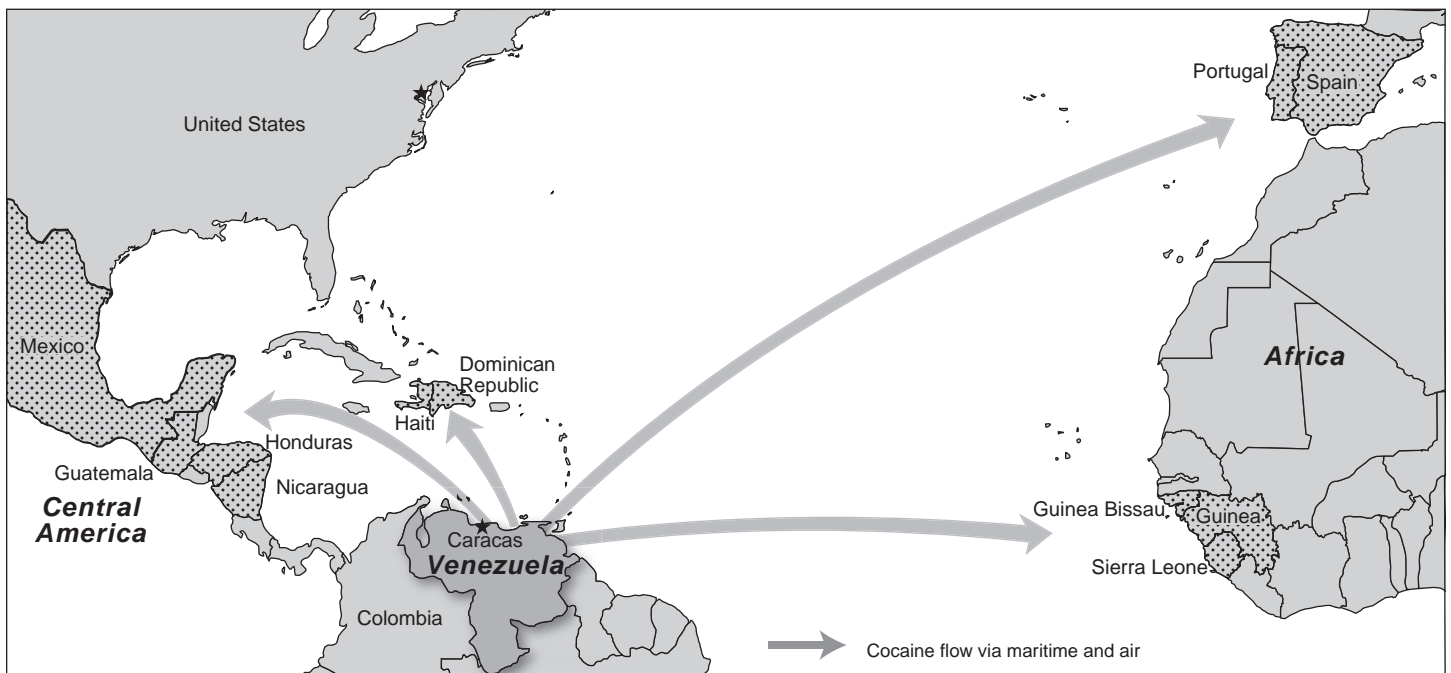 Portugal
Spain
United States
Mexico
Africa
Dominican
Republic
Haiti
Honduras
Guatemala
Nicaragua
Central
America
Guinea Bissau
Guinea
Caracas
Venezuela
Sierra Leone
Colombia
Cocaine flow via maritime and air